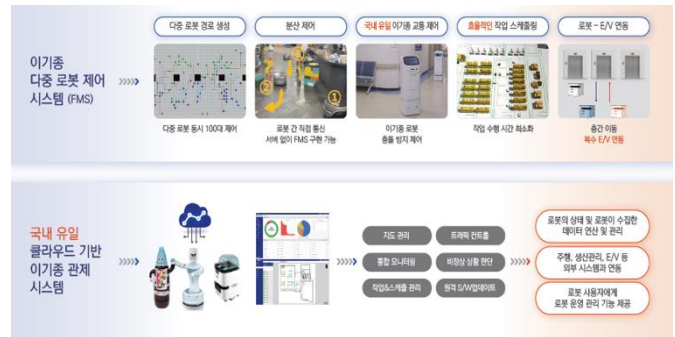 이기종
다중 로봇 제어
시스템 (FMS)
다중 로봇 경로 생성
다중 로봇 동시 100대 제어
분산 제어
②
①
로봇 간 직접 통신
서버 없이 FMS 구현 가능
국내 유일 이기종 교통 제어
이기종 로봇
충돌 방지 제어
효율적인 작업 스케줄링
작업 수행 시간 최소화
로봇 - E/V 연동
층간 이동
복수 E/V 연동
국내 유일
클라우드 기반
이기종 관제
시스템
지도 관리
트래픽 컨트롤
통합 모니터링
비정상 상황 판단
작업&스케줄 관리
원격 S/W업데이트
로봇의 상태 및 로봇이 수집한
데이터 연산 및 관리
주행, 생산관리, E/V 등
외부 시스템과 연동
로봇 사용자에게
로봇 운영 관리 기능 제공